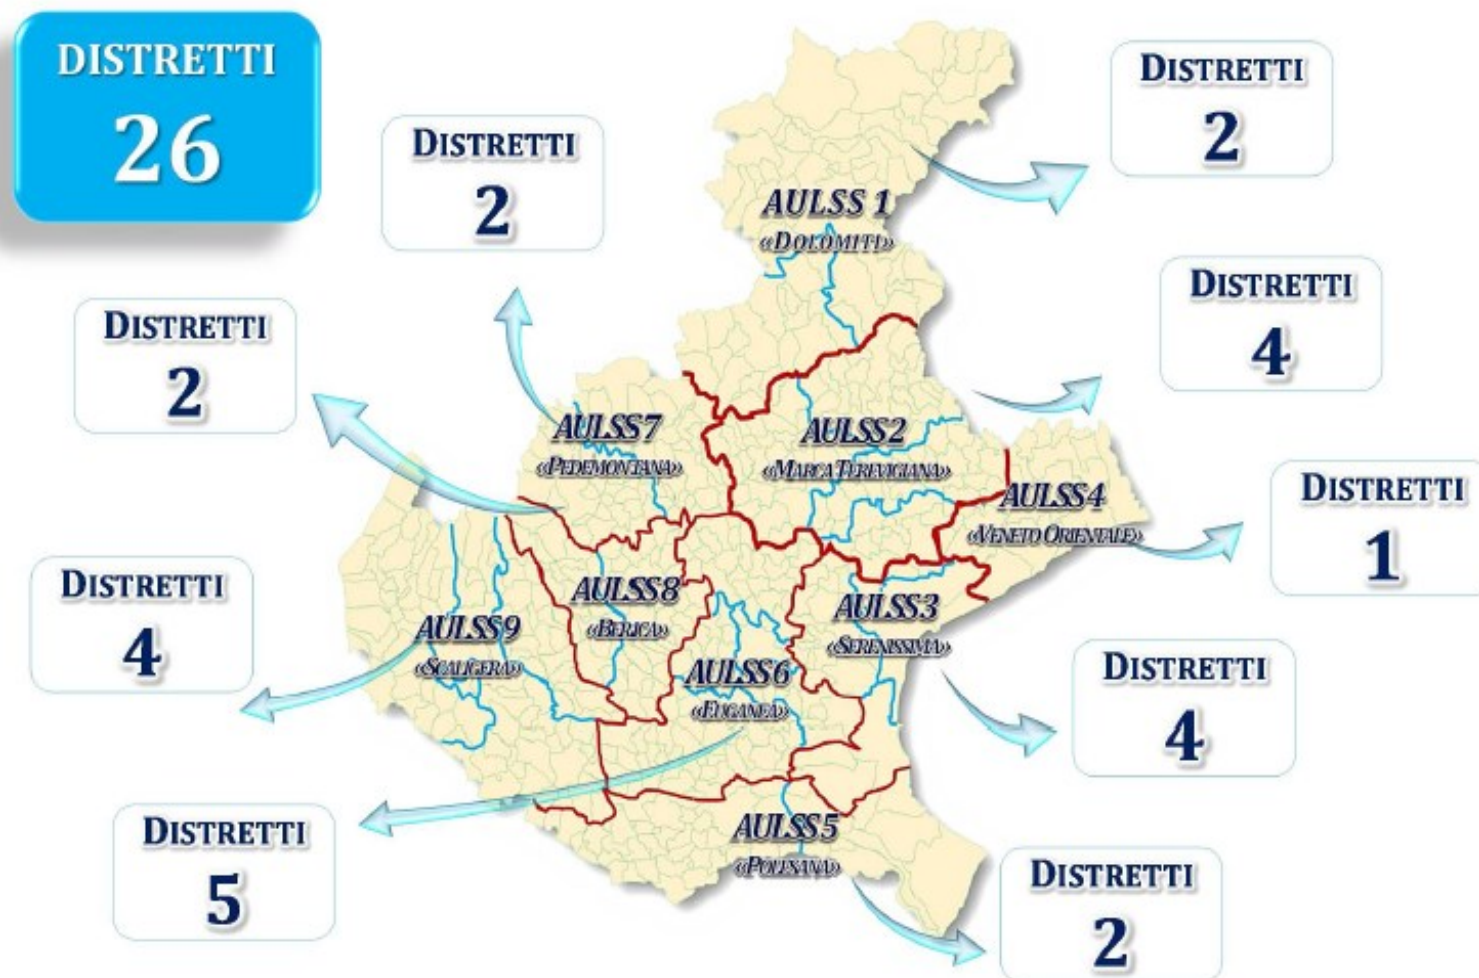 DISTRETTI
26
DISTRETTI
2
DISTRETTI
2
DISTRETTI
2
DISTRETTI
4
DISTRETTI
1
DISTRETTI
4
DISTRETTI
4
DISTRETTI
5
DISTRETTI
2
AULSS 1
«DOLOMITI»
AULSS7
«PEDEMONTANA»
AULSS2
«MARCA TEREVIGIANA»
AULSS4
«VENETO ORIENTALE»
AULSS8
«BERICA»
AULSS3
«SERENISSIMA»
AULSS9
«SCALIGERA»
AULSS6
«EUGANEA»
AULSS5
«POLESANA»